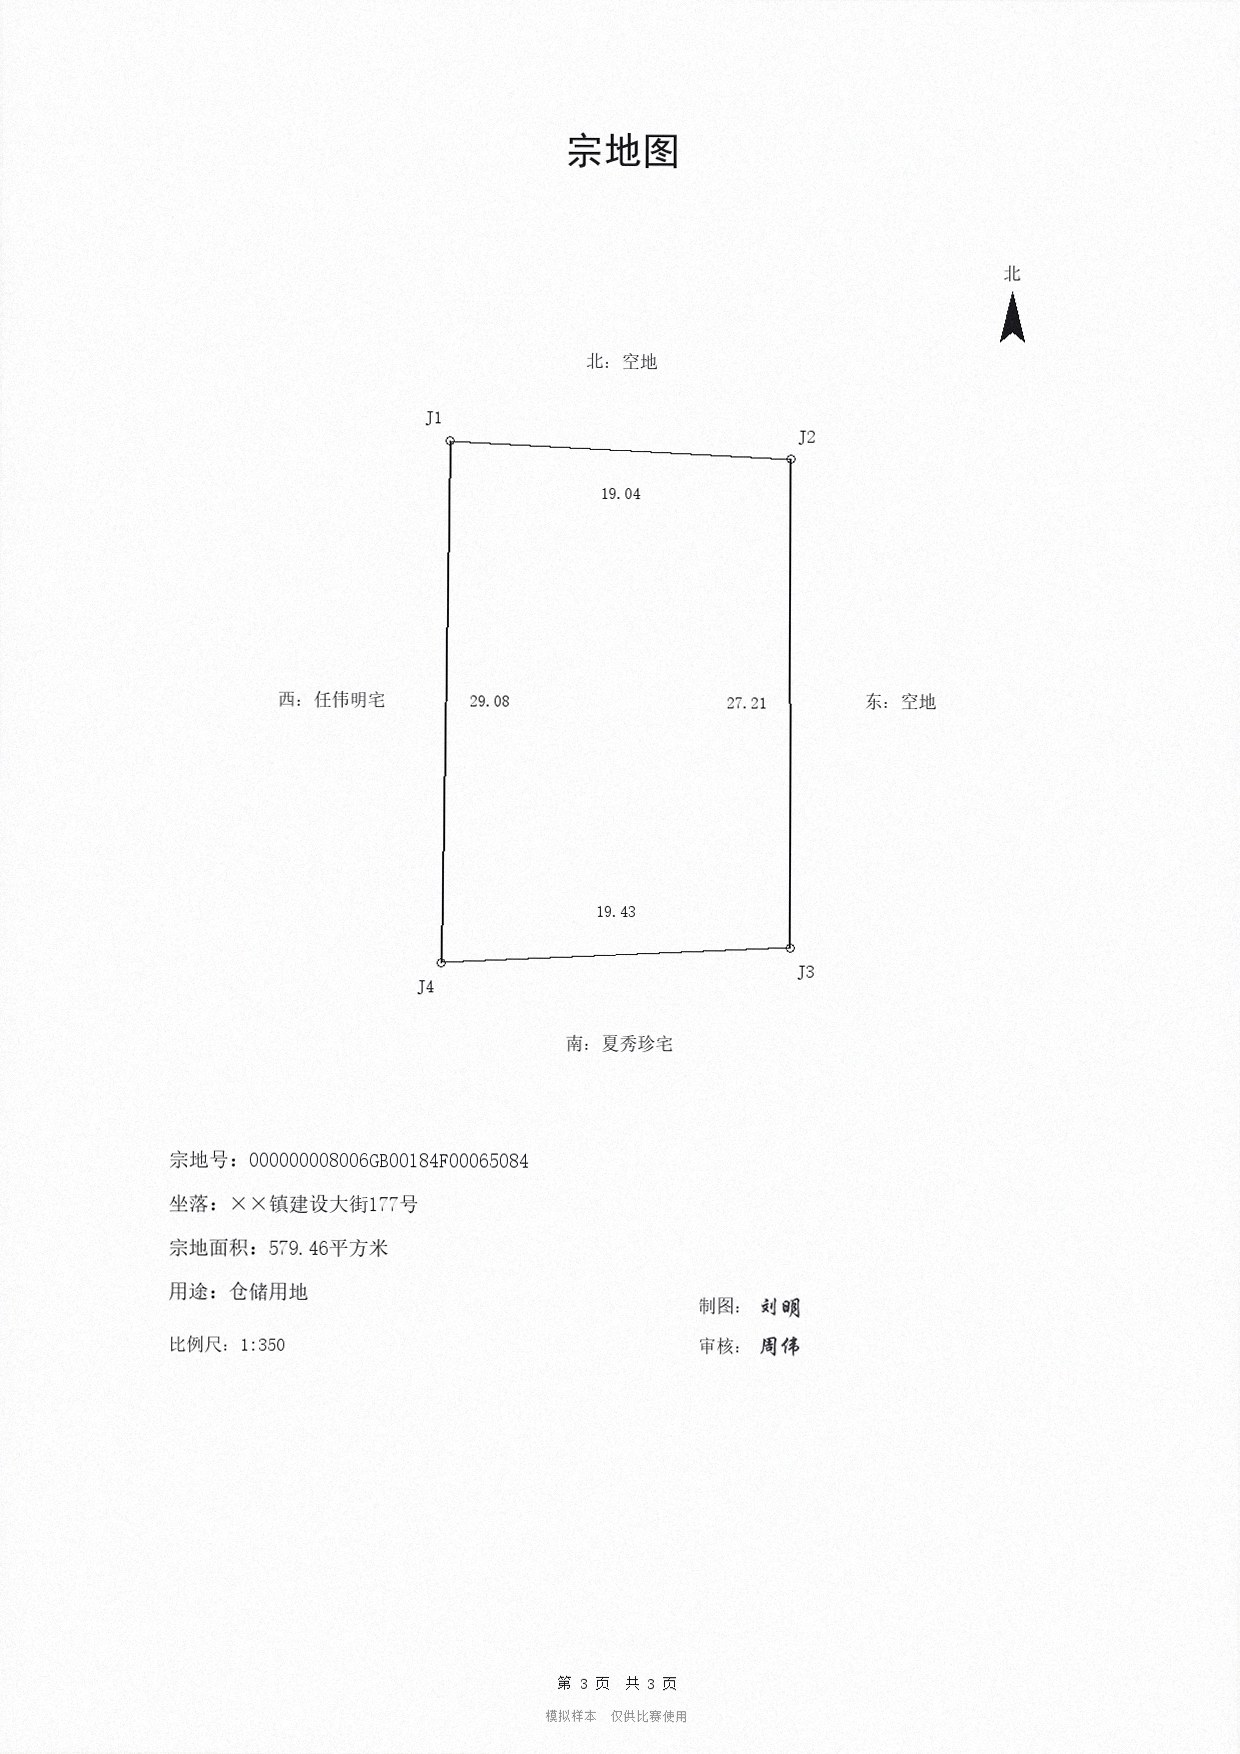 宗地图
北
北：空地
J1
J2
19.04
西：任伟明宅
29.08
27.21
东：空地
19.43
J3
J4
南：夏秀珍宅
宗地号：000000008006GB00184F00065084
坐落：××镇建设大街177号
宗地面积：579.46平方米
用途：仓储用地
制图：刘明
比例尺：1:350
审核：周伟
第 3 页 共 3 页
模拟样本 仅供比赛使用